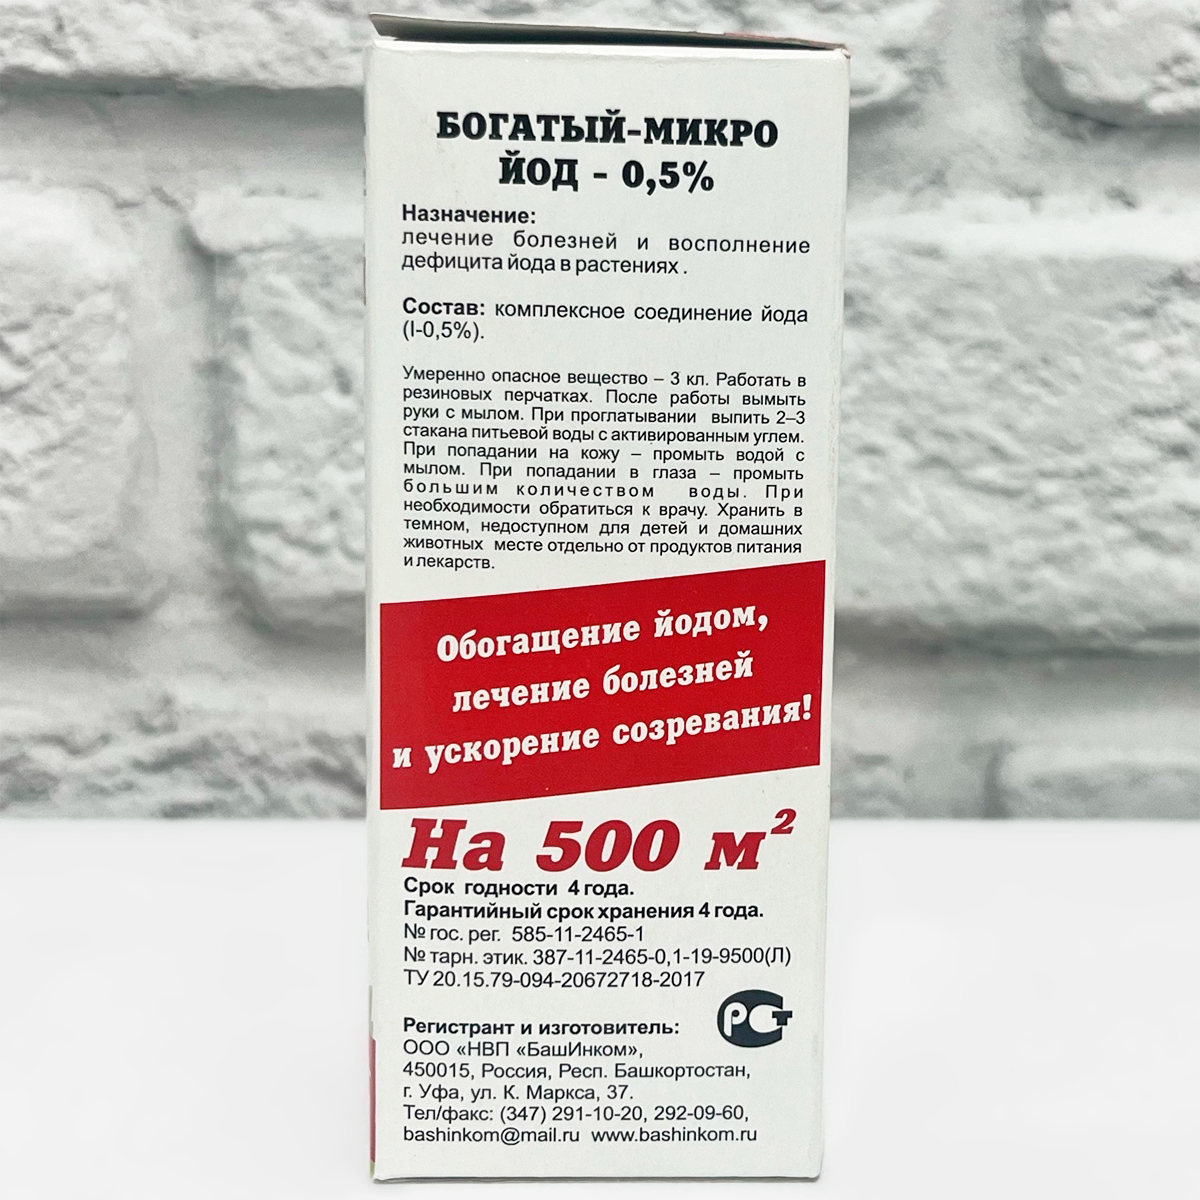 БОГАТЫЙ-МИКРО
ЙОД - 0,5%
Назначение:
лечение болезней и восполнение
дефицита йода в растениях .
Состав: комплексное соединение йода
(I-0,5%).
Умеренно опасное вещество – 3 кл. Работать в
резиновых перчатках. После работы вымыть
руки с мылом. При проглатывании выпить 2–3
стакана питьевой воды с активированным углем.
При попадании на кожу – промыть водой с
мылом. При попадании в глаза – промыть
большим количеством воды. При
необходимости обратиться к врачу. Хранить в
темном, недоступном для детей и домашних
животных месте отдельно от продуктов питания
и лекарств.
Обогащение йодом,
лечение болезней
и ускорение созревания!
На 500 м²
Срок годности 4 года.
Гарантийный срок хранения 4 года.
№ гос. рег. 585-11-2465-1
№ тарн. этик. 387-11-2465-0,1-19-9500(Л)
ТУ 20.15.79-094-20672718-2017
РСТ
Регистрант и изготовитель:
ООО «НВП «БашИнком»,
450015, Россия, Респ. Башкортостан,
г. Уфа, ул. К. Маркса, 37.
Тел/факс: (347) 291-10-20, 292-09-60,
bashinkom@mail.ru www.bashinkom.ru